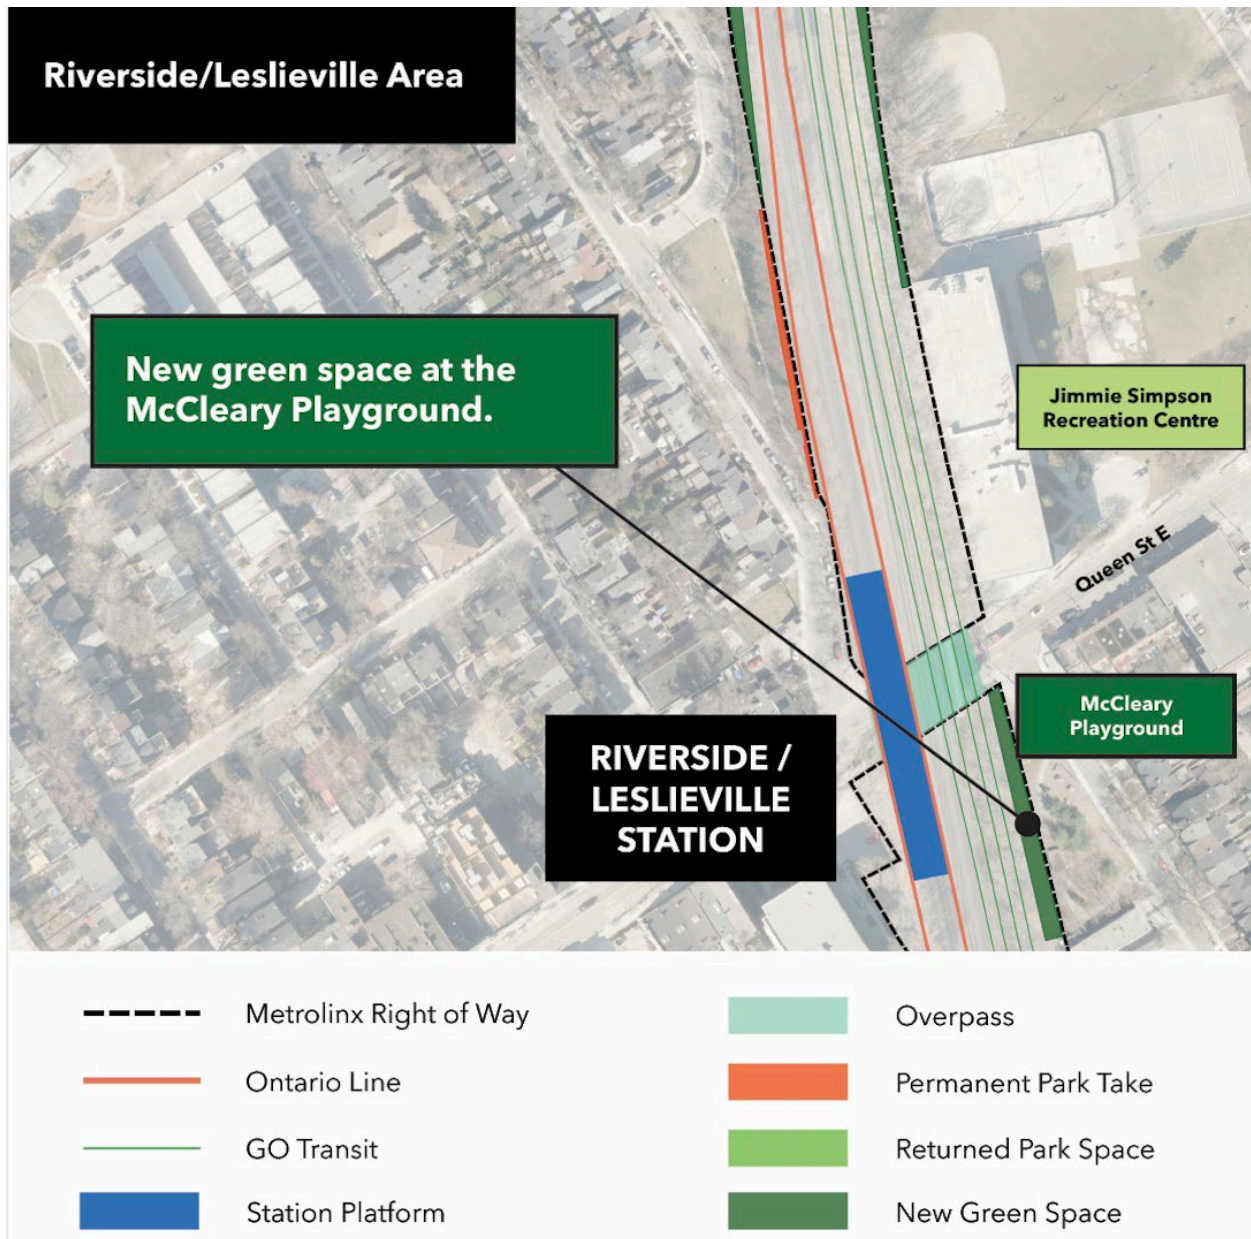 Riverside/Leslieville Area
New green space at the
McCleary Playground.
Jimmie Simpson
Recreation Centre
Queen St E
McCleary
Playground
RIVERSIDE /
LESLIEVILLE
STATION
Metrolinx Right of Way
Ontario Line
GO Transit
Station Platform
Overpass
Permanent Park Take
Returned Park Space
New Green Space